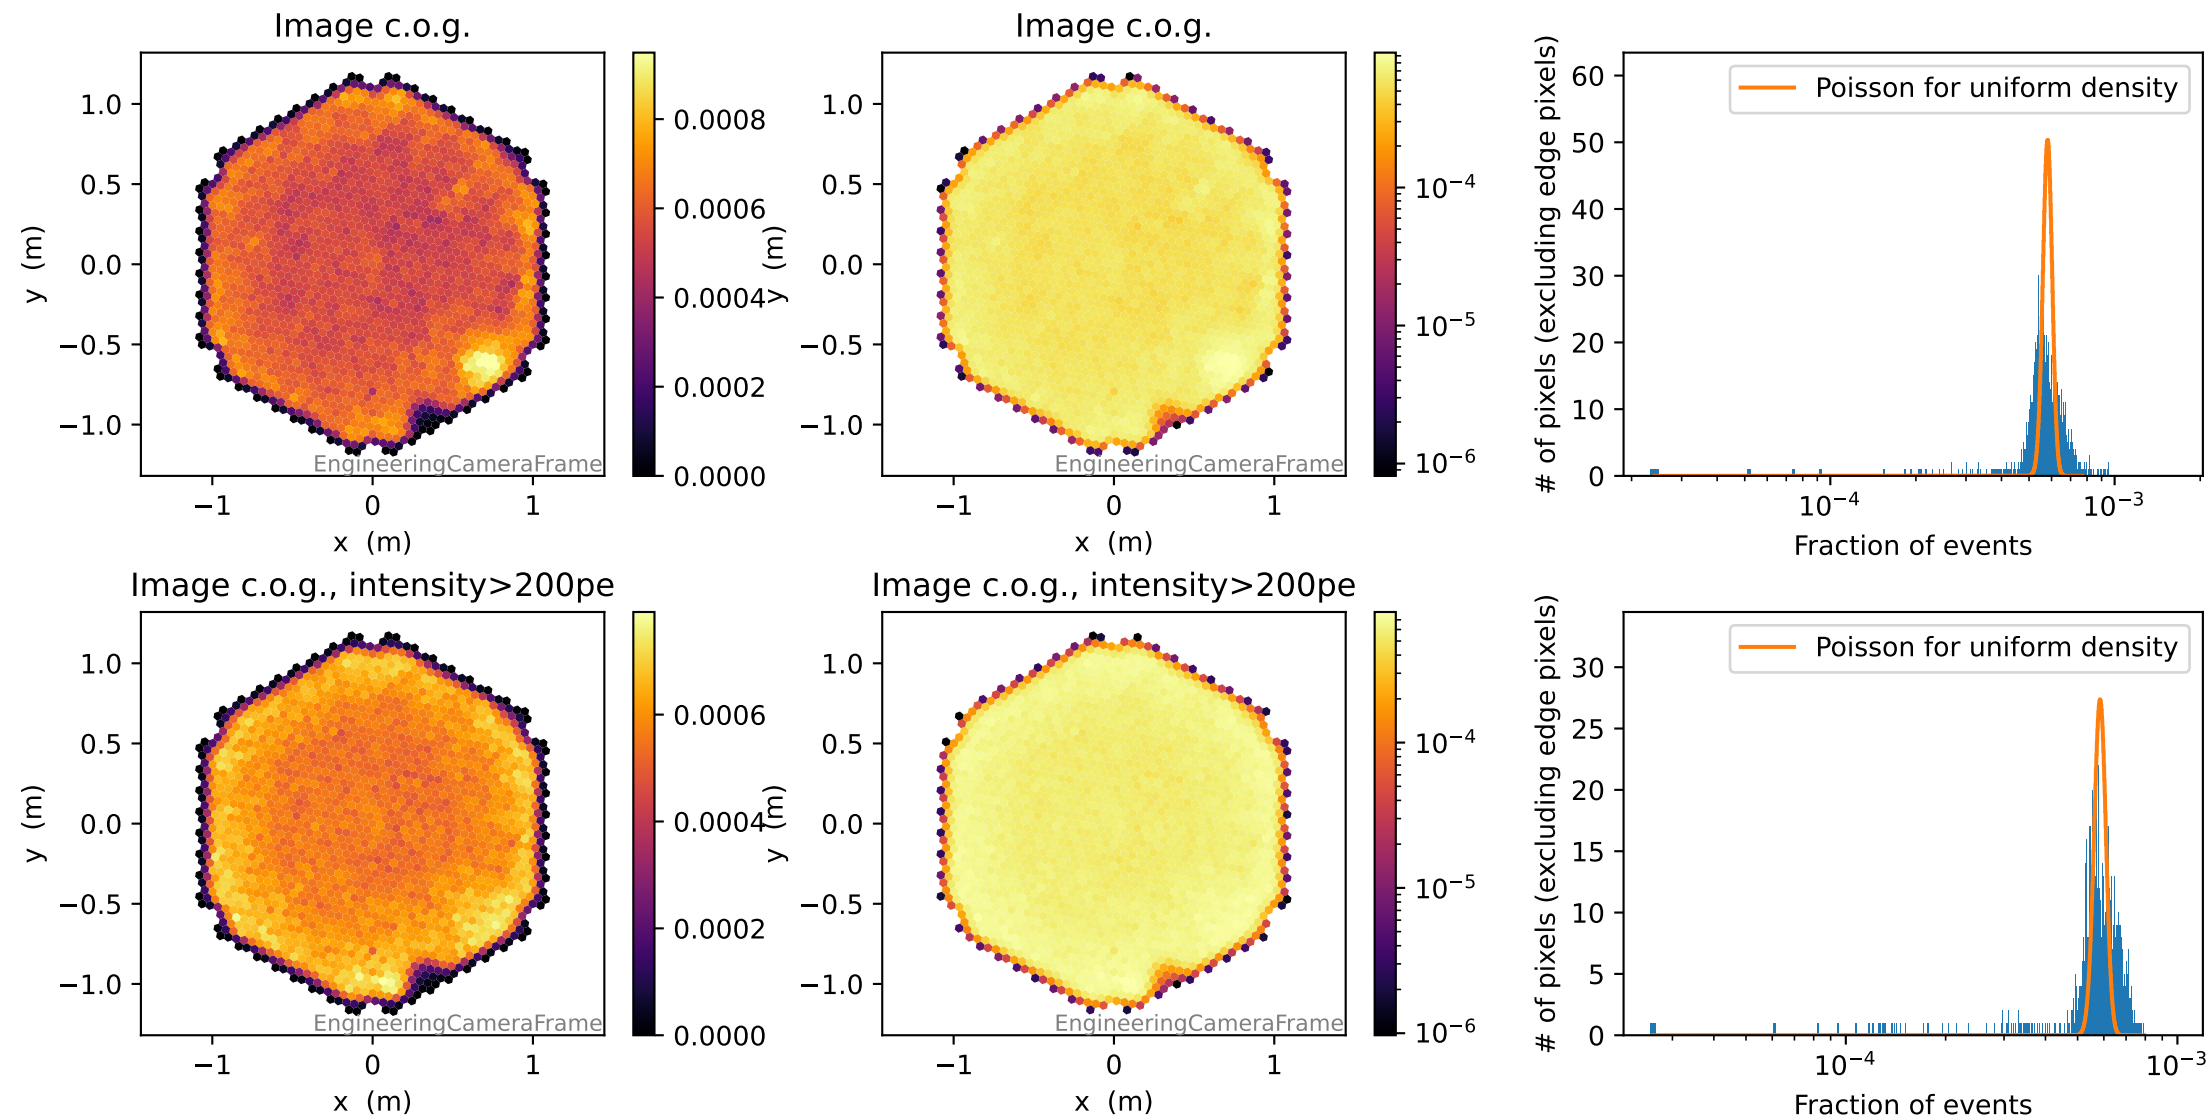 Image c.o.g.
y (m)
1.0
0.5
0.0
−0.5
−1.0
−1
0
1
x (m)
EngineeringCameraFrame
0.0008
0.0006
0.0004
0.0002
0.0000
Image c.o.g.
y (m)
1.0
0.5
0.0
−0.5
−1.0
−1
0
1
x (m)
EngineeringCameraFrame
10⁻⁴
10⁻⁵
10⁻⁶
# of pixels (excluding edge pixels)
60
50
40
30
20
10
0
Poisson for uniform density
10⁻⁴
10⁻³
Fraction of events
Image c.o.g., intensity>200pe
y (m)
1.0
0.5
0.0
−0.5
−1.0
−1
0
1
x (m)
EngineeringCameraFrame
0.0006
0.0004
0.0002
0.0000
Image c.o.g., intensity>200pe
y (m)
1.0
0.5
0.0
−0.5
−1.0
−1
0
1
x (m)
EngineeringCameraFrame
10⁻⁴
10⁻⁵
10⁻⁶
# of pixels (excluding edge pixels)
30
25
20
15
10
5
0
Poisson for uniform density
10⁻⁴
10⁻³
Fraction of events